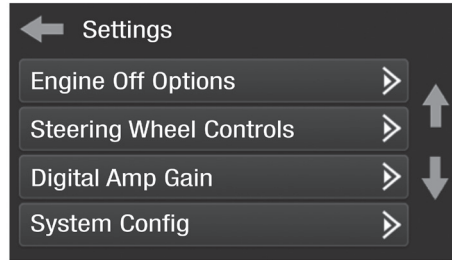 Settings
Engine Off Options
Steering Wheel Controls
Digital Amp Gain
System Config